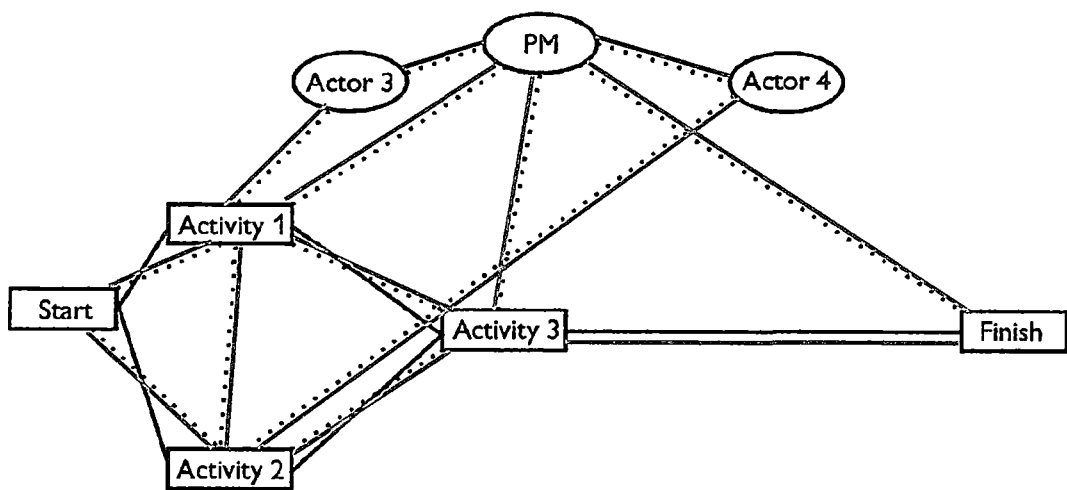 PM
Actor 3
Actor 4
Activity 1
Start
Activity 3
Finish
Activity 2